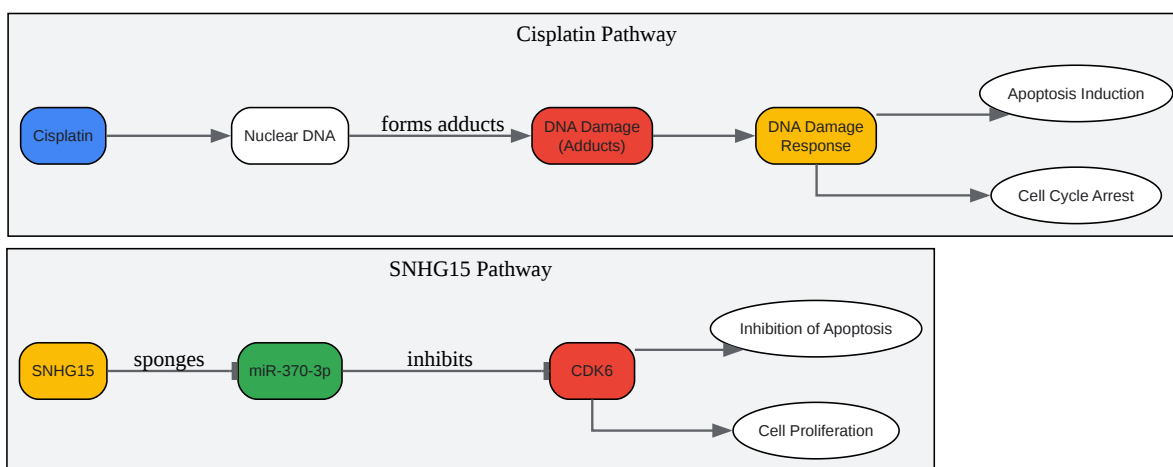 Cisplatin Pathway
Cisplatin
Nuclear DNA
forms adducts
DNA Damage
(Adducts)
DNA Damage
Response
Apoptosis Induction
Cell Cycle Arrest
SNHG15 Pathway
SNHG15
sponges
miR-370-3p
inhibits
CDK6
Inhibition of Apoptosis
Cell Proliferation